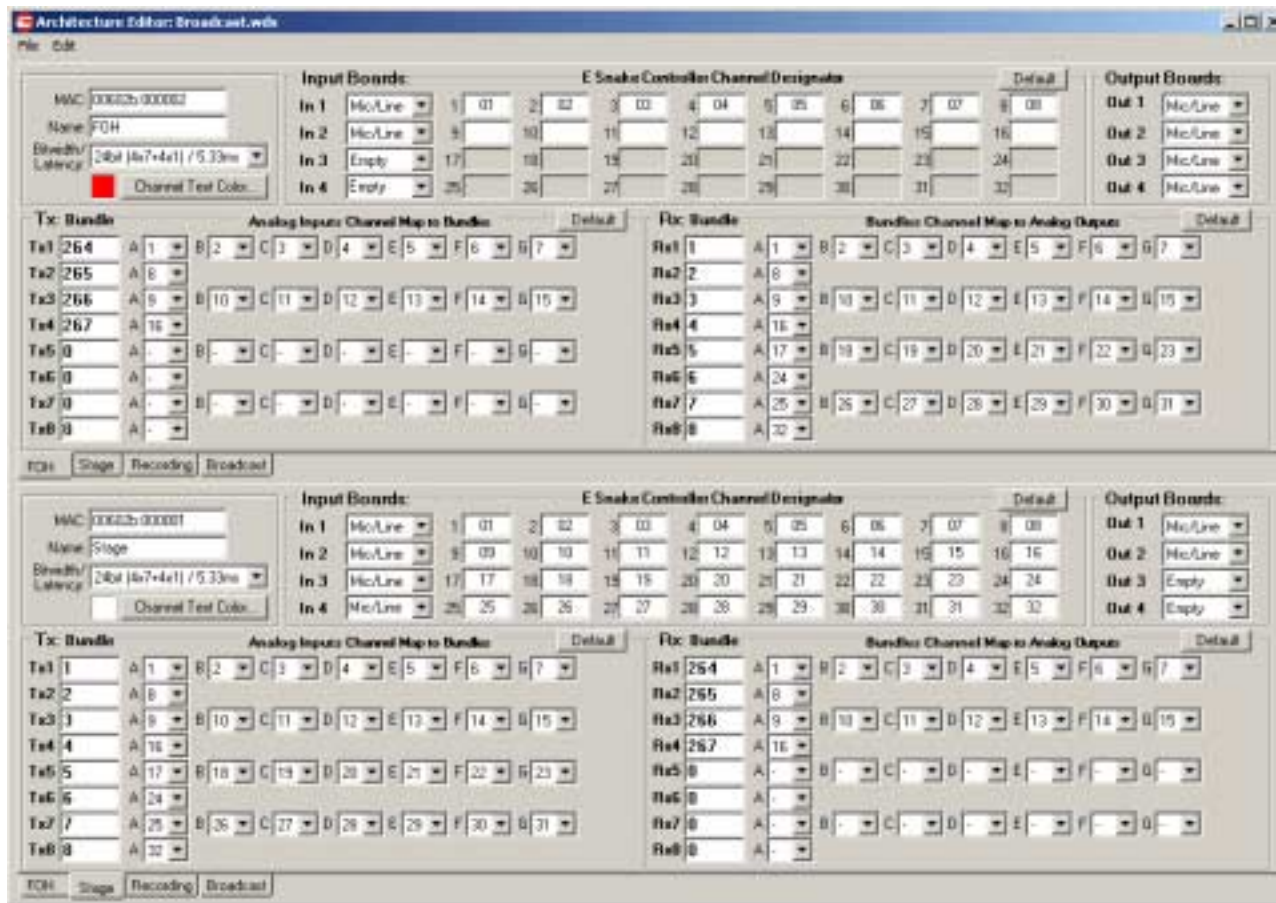 Architecture Editor: Broadcast.wdx
File Edit
Input Boards: E Snake Controller Channel Designator Default Output Boards:
MAC: 00602b 000002 In 1 Mic/Line 1 01 2 02 3 03 4 04 5 05 6 06 7 07 8 08 Out 1 Mic/Line
Name: FOH In 2 Mic/Line 9 10 11 12 13 14 15 16 Out 2 Mic/Line
Bitwidth/Latency: 24bit (4x7+4x1) / 5.33ms In 3 Empty 17 18 19 20 21 22 23 24 Out 3 Mic/Line
Channel Text Color... In 4 Empty 25 26 27 28 29 30 31 32 Out 4 Mic/Line
Tx: Bundle Analog Inputs Channel Map to Bundles Default Rx: Bundle Bundles Channel Map to Analog Outputs Default
Tx1 264 A 1 B 2 C 3 D 4 E 5 F 6 G 7 Rx1 1 A 1 B 2 C 3 D 4 E 5 F 6 G 7
Tx2 265 A 8 Rx2 2 A 8
Tx3 266 A 9 B 10 C 11 D 12 E 13 F 14 G 15 Rx3 3 A 9 B 10 C 11 D 12 E 13 F 14 G 15
Tx4 267 A 16 Rx4 4 A 16
Tx5 0 A - B - C - D - E - F - G - Rx5 5 A 17 B 18 C 19 D 20 E 21 F 22 G 23
Tx6 0 A - Rx6 6 A 24
Tx7 0 A - B - C - D - E - F - G - Rx7 7 A 25 B 26 C 27 D 28 E 29 F 30 G 31
Tx8 0 A - Rx8 8 A 32
FOH Stage Recording Broadcast
Input Boards: E Snake Controller Channel Designator Default Output Boards:
MAC: 00602b 000001 In 1 Mic/Line 1 01 2 02 3 03 4 04 5 05 6 06 7 07 8 08 Out 1 Mic/Line
Name: Stage In 2 Mic/Line 9 09 10 10 11 11 12 12 13 13 14 14 15 15 16 16 Out 2 Mic/Line
Bitwidth/Latency: 24bit (4x7+4x1) / 5.33ms In 3 Mic/Line 17 17 18 18 19 19 20 20 21 21 22 22 23 23 24 24 Out 3 Empty
Channel Text Color... In 4 Mic/Line 25 25 26 26 27 27 28 28 29 29 30 30 31 31 32 32 Out 4 Empty
Tx: Bundle Analog Inputs Channel Map to Bundles Default Rx: Bundle Bundles Channel Map to Analog Outputs Default
Tx1 1 A 1 B 2 C 3 D 4 E 5 F 6 G 7 Rx1 264 A 1 B 2 C 3 D 4 E 5 F 6 G 7
Tx2 2 A 8 Rx2 265 A 8
Tx3 3 A 9 B 10 C 11 D 12 E 13 F 14 G 15 Rx3 266 A 9 B 10 C 11 D 12 E 13 F 14 G 15
Tx4 4 A 16 Rx4 267 A 16
Tx5 5 A 17 B 18 C 19 D 20 E 21 F 22 G 23 Rx5 0 A - B - C - D - E - F - G -
Tx6 6 A 24 Rx6 0 A -
Tx7 7 A 25 B 26 C 27 D 28 E 29 F 30 G 31 Rx7 0 A - B - C - D - E - F - G -
Tx8 8 A 32 Rx8 0 A -
FOH Stage Recording Broadcast